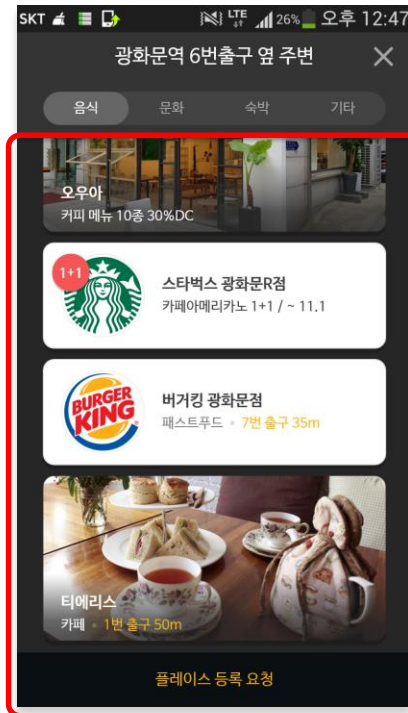 SKT LTE 26% 오후 12:47
광화문역 6번출구 옆 주변
음식 문화 숙박 기타
오우아
커피 메뉴 10종 30%DC
1+1
스타벅스 광화문R점
카페아메리카노 1+1 / ~ 11.1
BURGER
KING
버거킹 광화문점
패스트푸드 • 7번 출구 35m
티에리스
카페 • 1번 출구 50m
플레이스 등록 요청